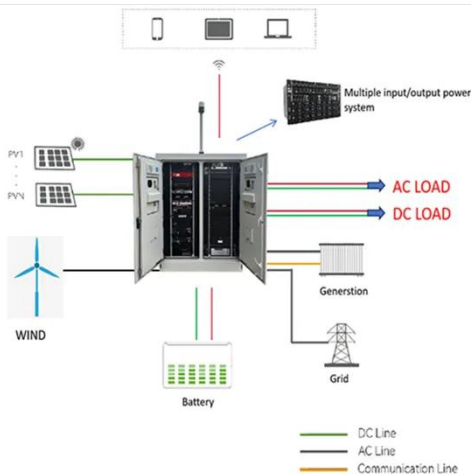 Multiple input/output power
system
PV1
PVN
AC LOAD
DC LOAD
WIND
Generstion
Grid
Battery
DC Line
AC Line
Communication Line